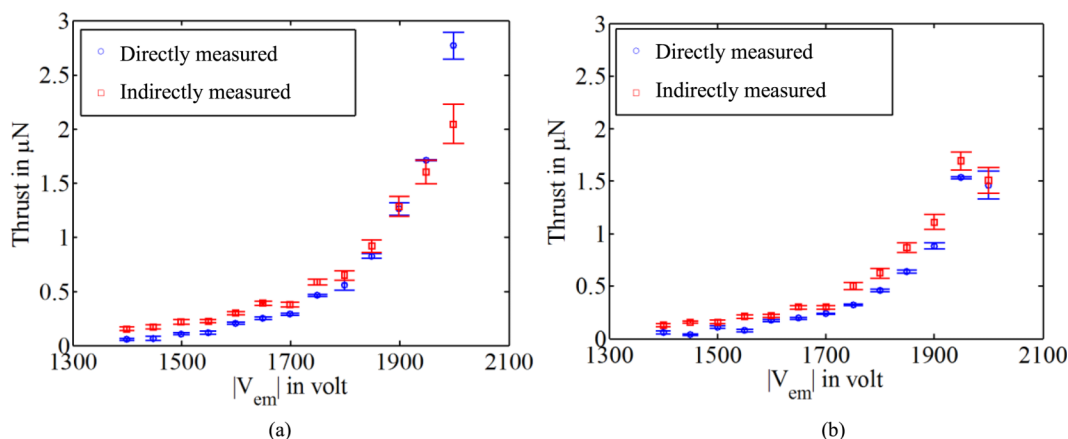 3
2.5
2
1.5
1
0.5
0
Thrust in μN
Directly measured
Indirectly measured
1300 1500 1700 1900 2100
|Vem| in volt
(a)
3
2.5
2
1.5
1
0.5
0
Thrust in μN
Directly measured
Indirectly measured
1300 1500 1700 1900 2100
|Vem| in volt
(b)